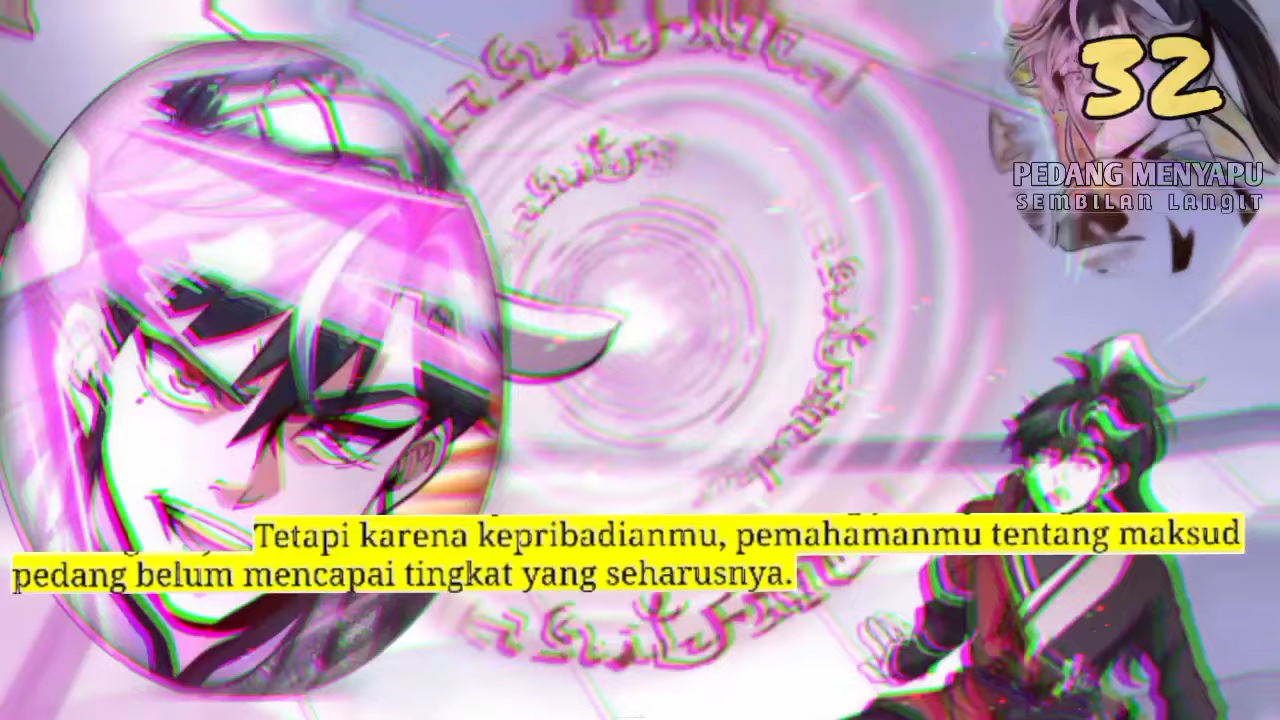 32
PEDANG MENYAPU
SEMBILAN LANGIT
Tetapi karena kepribadianmu, pemahamanmu tentang maksud
pedang belum mencapai tingkat yang seharusnya.